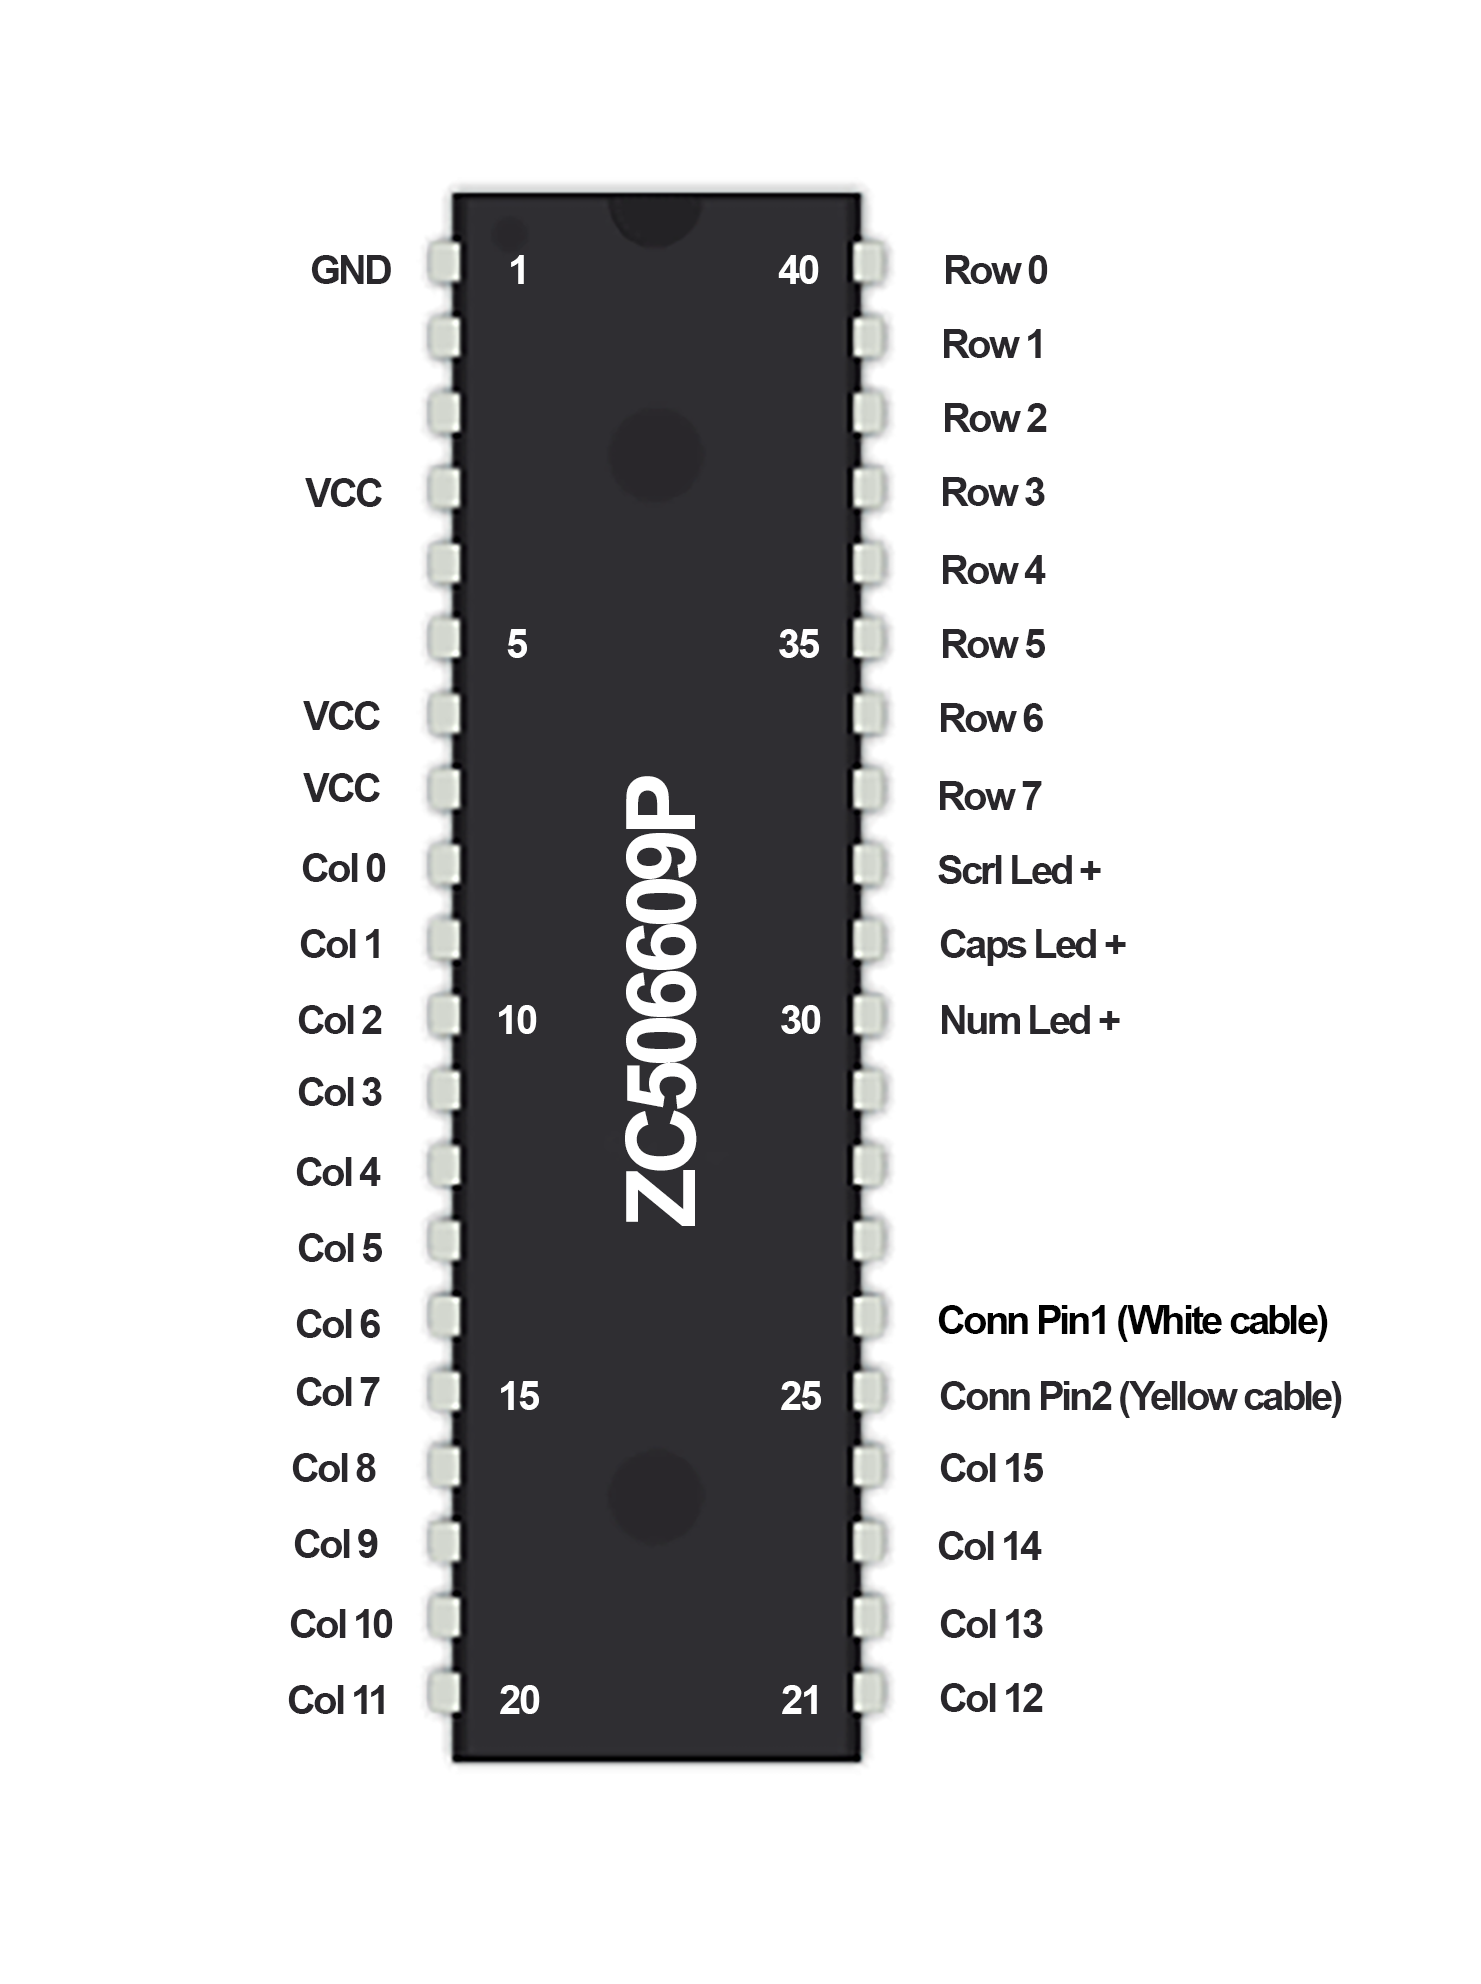 GND 1 40 Row 0
Row 1
Row 2
VCC Row 3
Row 4
5 35 Row 5
VCC Row 6
VCC Row 7
Col 0 Scrl Led +
Col 1 Caps Led +
Col 2 10 30 Num Led +
ZC506609P
Col 3
Col 4
Col 5
Col 6 Conn Pin1 (White cable)
Col 7 15 25 Conn Pin2 (Yellow cable)
Col 8 Col 15
Col 9 Col 14
Col 10 Col 13
Col 11 20 21 Col 12